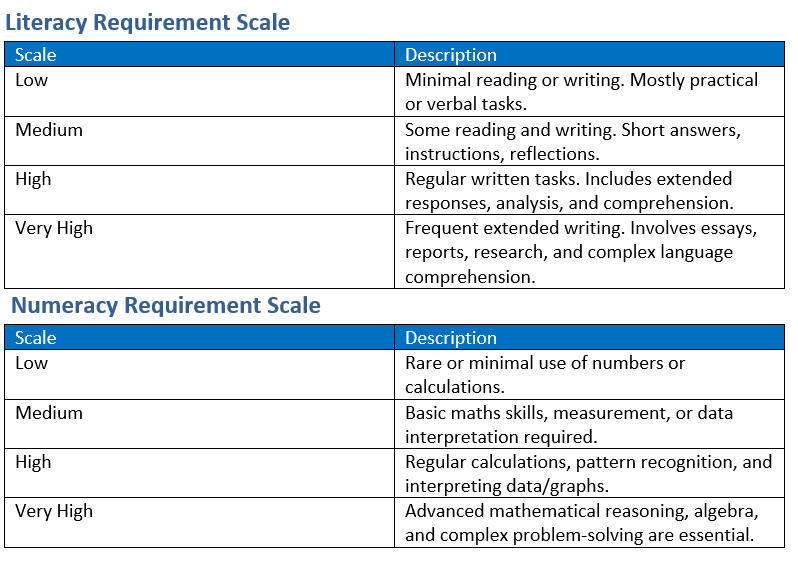 Literacy Requirement Scale
Scale Description
Low Minimal reading or writing. Mostly practical
or verbal tasks.
Medium Some reading and writing. Short answers,
instructions, reflections.
High Regular written tasks. Includes extended
responses, analysis, and comprehension.
Very High Frequent extended writing. Involves essays,
reports, research, and complex language
comprehension.
Numeracy Requirement Scale
Scale Description
Low Rare or minimal use of numbers or
calculations.
Medium Basic maths skills, measurement, or data
interpretation required.
High Regular calculations, pattern recognition, and
interpreting data/graphs.
Very High Advanced mathematical reasoning, algebra,
and complex problem-solving are essential.